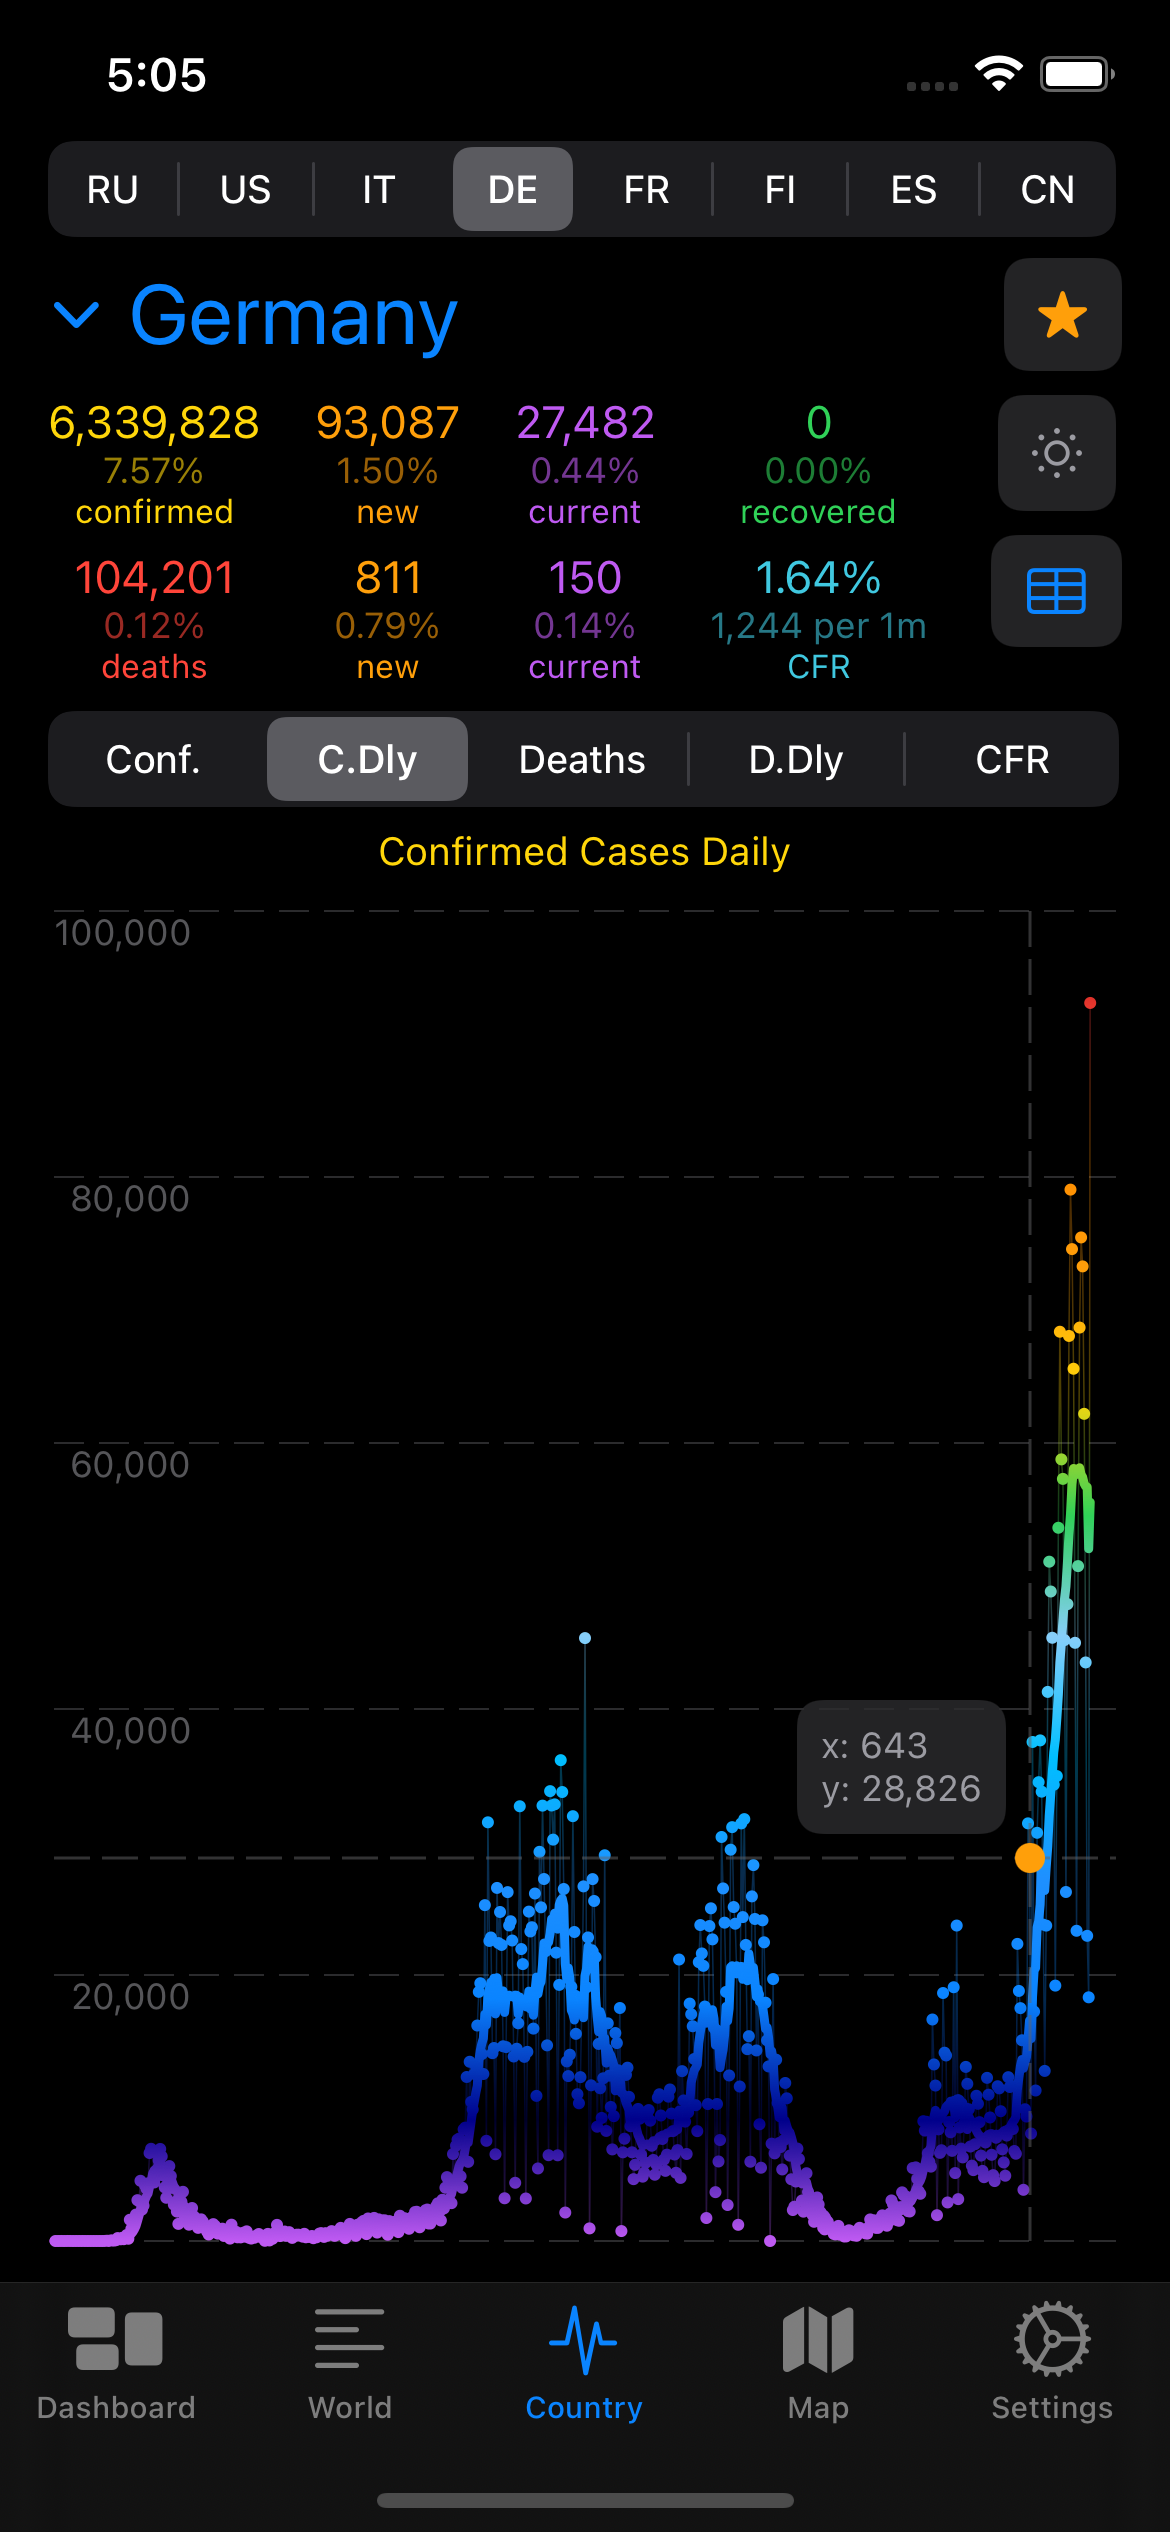 5:05
RU US IT DE FR FI ES CN
Germany
6,339,828 93,087 27,482 0
7.57% 1.50% 0.44% 0.00%
confirmed new current recovered
104,201 811 150 1.64%
0.12% 0.79% 0.14% 1,244 per 1m
deaths new current CFR
Conf. C.Dly Deaths D.Dly CFR
Confirmed Cases Daily
100,000
80,000
60,000
40,000
x: 643
y: 28,826
20,000
Dashboard World Country Map Settings